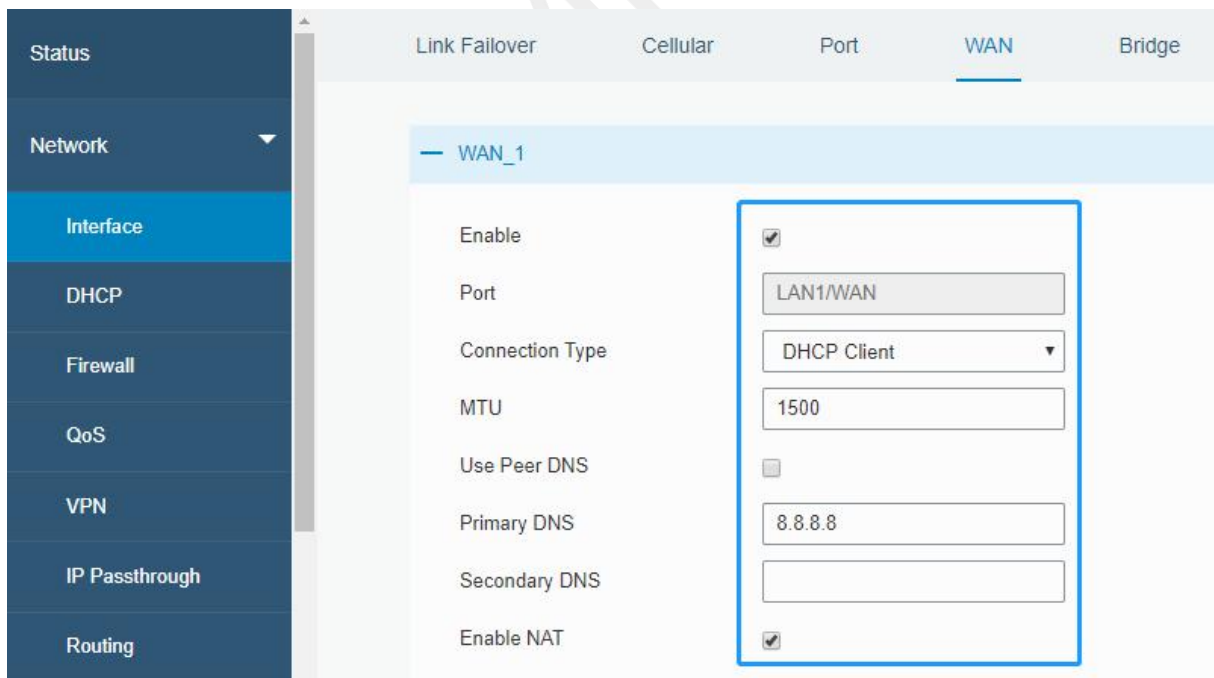 Status
Network
Interface
DHCP
Firewall
QoS
VPN
IP Passthrough
Routing
Link Failover Cellular Port WAN Bridge
— WAN_1
Enable
Port LAN1/WAN
Connection Type DHCP Client
MTU 1500
Use Peer DNS
Primary DNS 8.8.8.8
Secondary DNS
Enable NAT